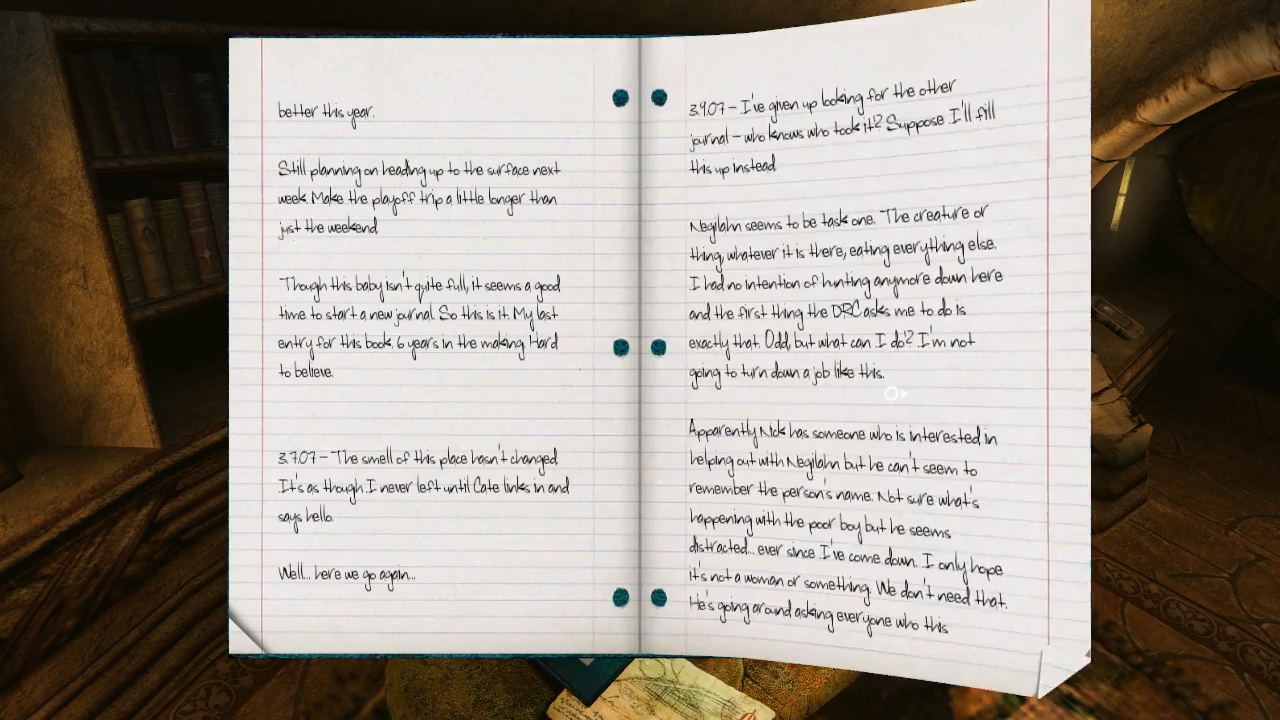 better this year.
Still planning on heading up to the surface next
week. Make the playoff trip a little longer than
just the weekend.
Though this baby isn't quite full, it seems a good
time to start a new journal. So this is it. My last
entry for this book. 6 years in the making. Hard
to believe.
3.7.07 - The smell of this place hasn't changed.
It's as though I never left until Cate links in and
says hello.
Well... here we go again...
3.9.07 - I've given up looking for the other
journal - who knows who took it? Suppose I'll fill
this up instead.
Negilahn seems to be task one. The creature or
thing, whatever it is there, eating everything else.
I had no intention of hunting anymore down here
and the first thing the DRC asks me to do is
exactly that. Odd, but what can I do? I'm not
going to turn down a job like this.
Apparently Nick has someone who is interested in
helping out with Negilahn but he can't seem to
remember the person's name. Not sure what's
happening with the poor boy but he seems
distracted... ever since I've come down. I only hope
it's not a woman or something. We don't need that.
He's going around asking everyone who this